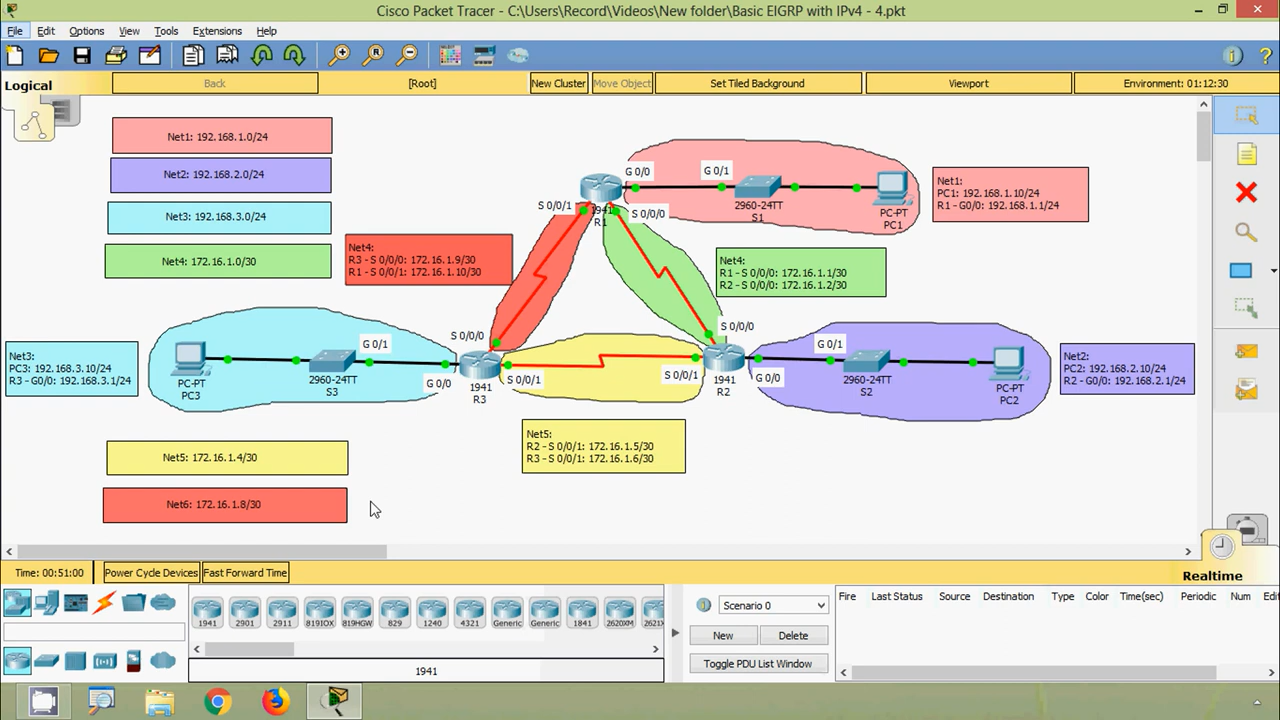 Cisco Packet Tracer - C:\Users\Record\Videos\New folder\Basic EIGRP with IPv4 - 4.pkt
File Edit Options View Tools Extensions Help
Logical
Back
[Root]
New Cluster
Move Object
Set Tiled Background
Viewport
Environment: 01:12:30
Net1: 192.168.1.0/24
Net2: 192.168.2.0/24
Net3: 192.168.3.0/24
Net4: 172.16.1.0/30
G 0/0
G 0/1
1941
R1
2960-24TT
S1
PC-PT
PC1
Net1:
PC1: 192.168.1.10/24
R1 - G0/0: 192.168.1.1/24
S 0/0/1
S 0/0/0
Net4:
R3 - S 0/0/0: 172.16.1.9/30
R1 - S 0/0/1: 172.16.1.10/30
Net4:
R1 - S 0/0/0: 172.16.1.1/30
R2 - S 0/0/0: 172.16.1.2/30
Net3:
PC3: 192.168.3.10/24
R3 - G0/0: 192.168.3.1/24
PC-PT
PC3
2960-24TT
S3
G 0/1
G 0/0
S 0/0/0
1941
R3
S 0/0/1
S 0/0/1
S 0/0/0
1941
R2
G 0/0
G 0/1
2960-24TT
S2
PC-PT
PC2
Net2:
PC2: 192.168.2.10/24
R2 - G0/0: 192.168.2.1/24
Net5:
R2 - S 0/0/1: 172.16.1.5/30
R3 - S 0/0/1: 172.16.1.6/30
Net5: 172.16.1.4/30
Net6: 172.16.1.8/30
Time: 00:51:00
Power Cycle Devices
Fast Forward Time
Realtime
1941 2901 2911 819IOX 819HGW 829 1240 4321 Generic Generic 1841 2620XM 2621X
1941
Scenario 0
New
Delete
Toggle PDU List Window
Fire Last Status Source Destination Type Color Time(sec) Periodic Num Edit